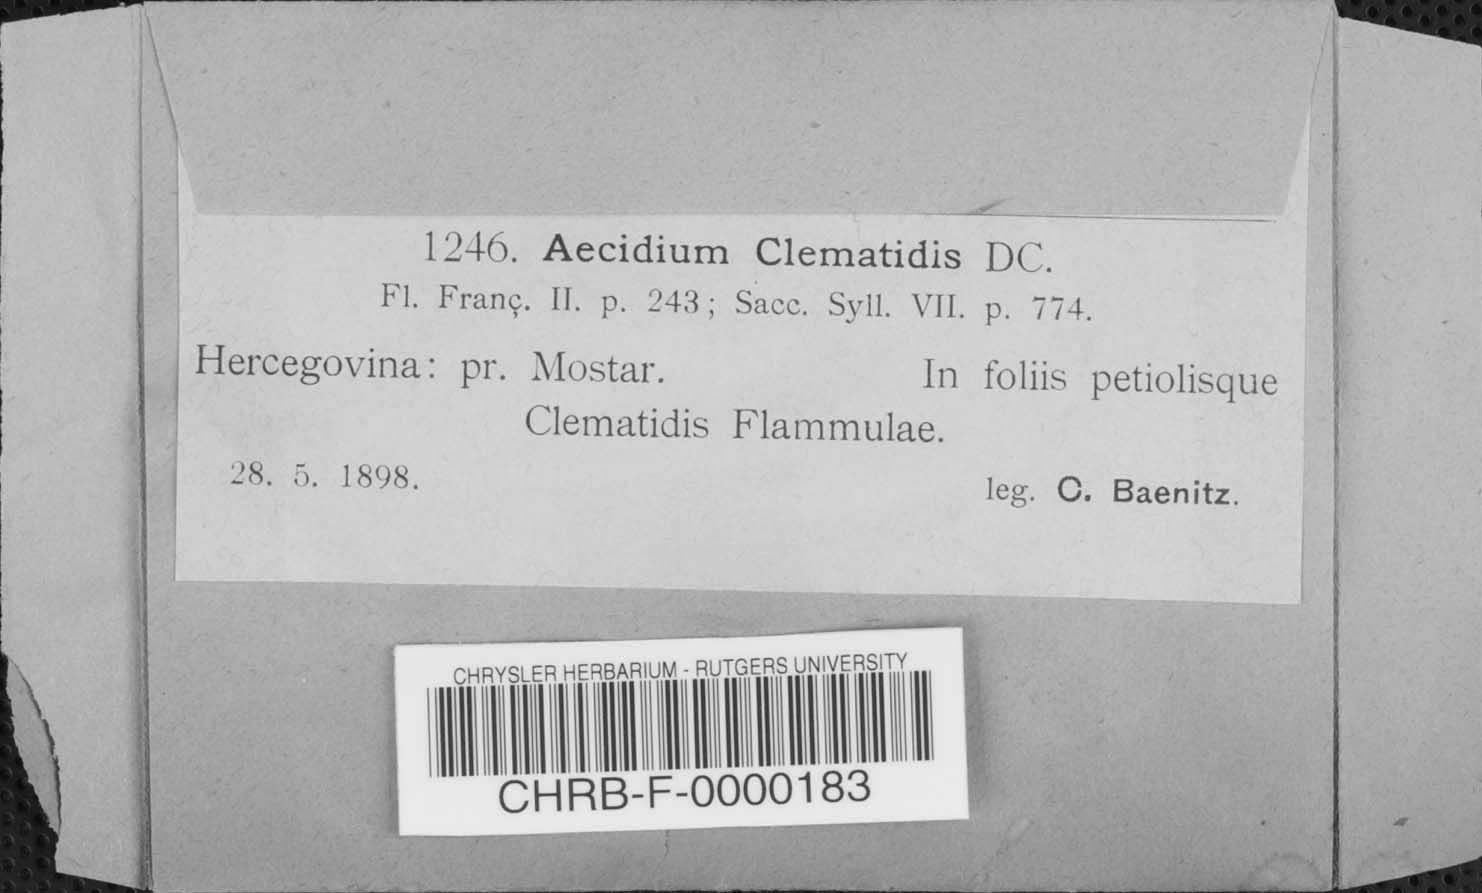 1246. Aecidium Clematidis DC.
Fl. Franç. II. p. 243; Sacc. Syll. VII. p. 774.
Hercegovina: pr. Mostar. In foliis petiolisque
Clematidis Flammulae.
28. 5. 1898. leg. C. Baenitz.
CHRYSLER HERBARIUM - RUTGERS UNIVERSITY
CHRB-F-0000183